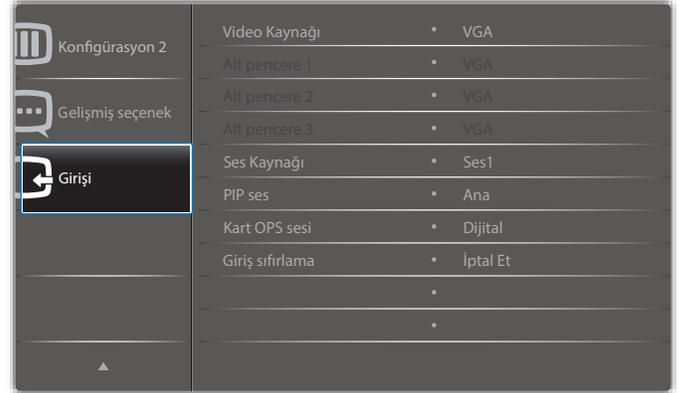 Konfigürasyon 2
Gelişmiş seçenek
Girişi
Video Kaynağı • VGA
Alt pencere 1 • VGA
Alt pencere 2 • VGA
Alt pencere 3 • VGA
Ses Kaynağı • Ses1
PIP ses • Ana
Kart OPS sesi • Dijital
Giriş sıfırlama • İptal Et
•
•